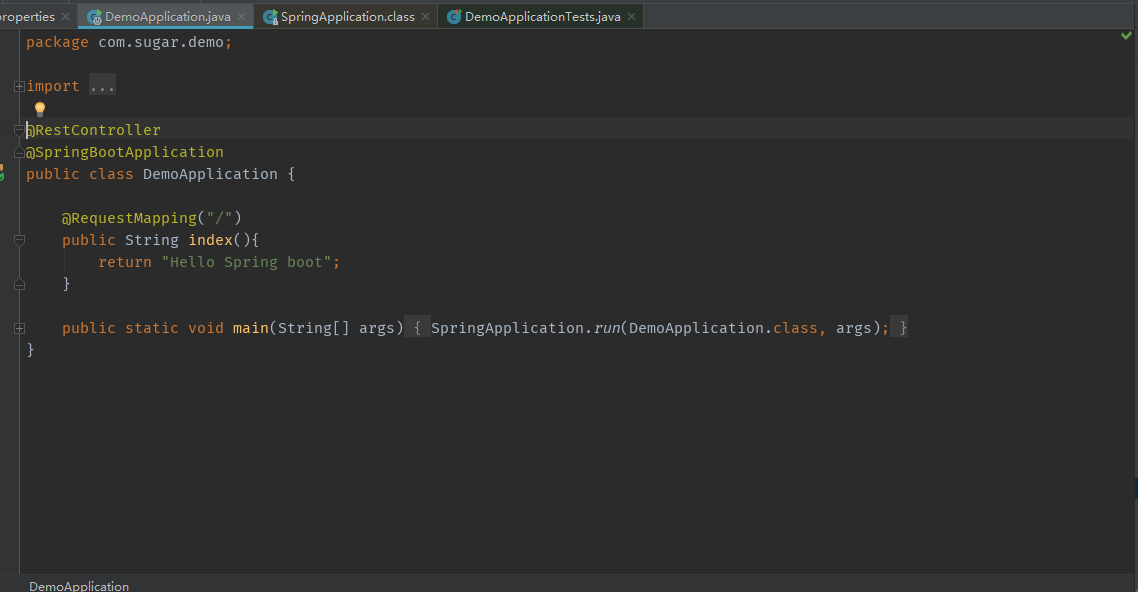 properties DemoApplication.java SpringApplication.class DemoApplicationTests.java
package com.sugar.demo;
import ...
@RestController
@SpringBootApplication
public class DemoApplication {
@RequestMapping("/")
public String index(){
return "Hello Spring boot";
}
public static void main(String[] args) { SpringApplication.run(DemoApplication.class, args); }
}
DemoApplication